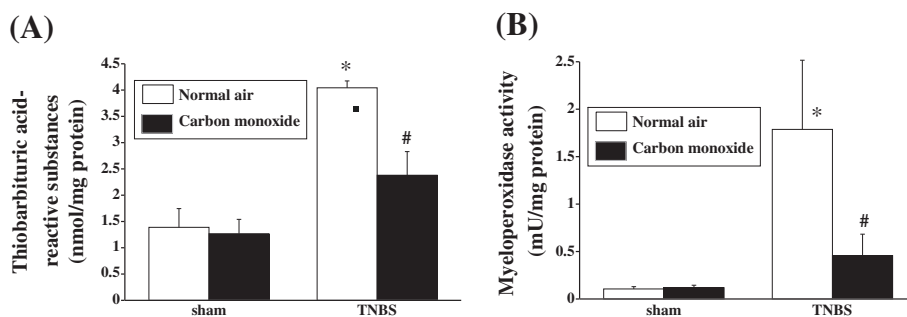 (A)
Thiobarbituric acid-
reactive substances
(nmol/mg protein)
4.5
4
3.5
3
2.5
2
1.5
1
0.5
0
Normal air
Carbon monoxide
*
#
sham
TNBS
(B)
Myeloperoxidase activity
(mU/mg protein)
2.5
2
1.5
1
0.5
0
Normal air
Carbon monoxide
*
#
sham
TNBS